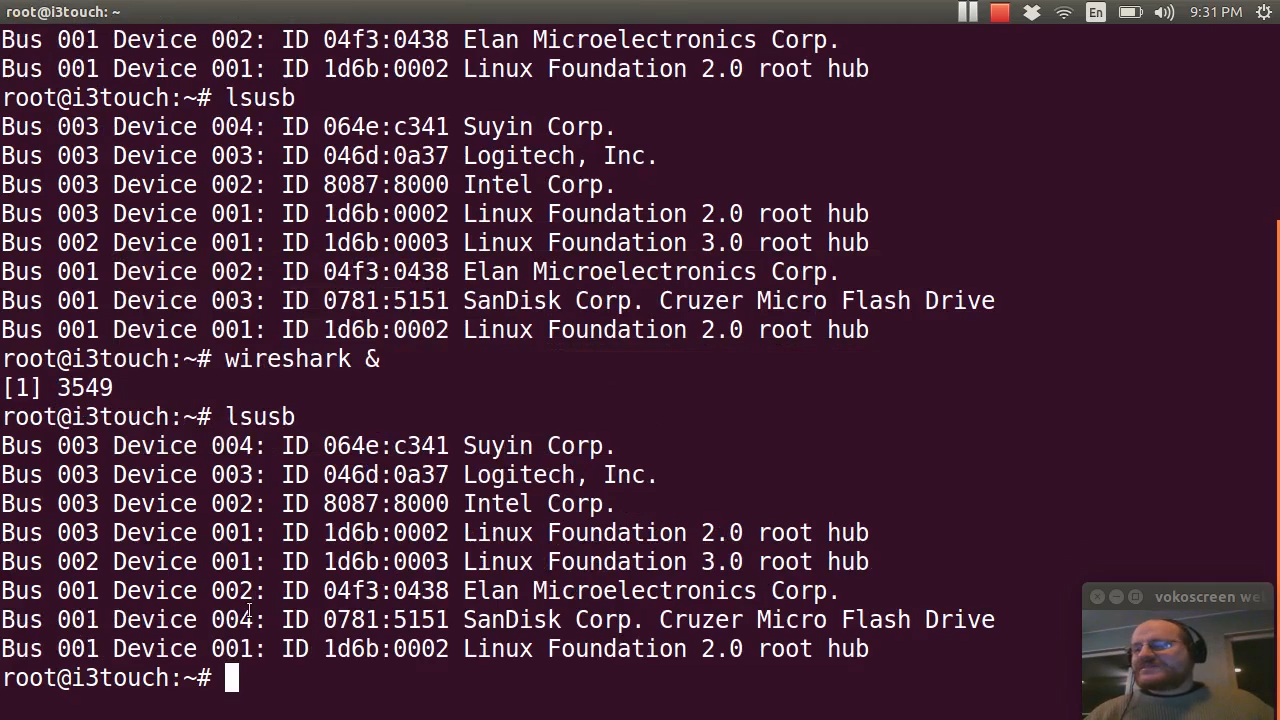 root@i3touch: ~
En
9:31 PM
Bus 001 Device 002: ID 04f3:0438 Elan Microelectronics Corp.
Bus 001 Device 001: ID 1d6b:0002 Linux Foundation 2.0 root hub
root@i3touch:~# lsusb
Bus 003 Device 004: ID 064e:c341 Suyin Corp.
Bus 003 Device 003: ID 046d:0a37 Logitech, Inc.
Bus 003 Device 002: ID 8087:8000 Intel Corp.
Bus 003 Device 001: ID 1d6b:0002 Linux Foundation 2.0 root hub
Bus 002 Device 001: ID 1d6b:0003 Linux Foundation 3.0 root hub
Bus 001 Device 002: ID 04f3:0438 Elan Microelectronics Corp.
Bus 001 Device 003: ID 0781:5151 SanDisk Corp. Cruzer Micro Flash Drive
Bus 001 Device 001: ID 1d6b:0002 Linux Foundation 2.0 root hub
root@i3touch:~# wireshark &
[1] 3549
root@i3touch:~# lsusb
Bus 003 Device 004: ID 064e:c341 Suyin Corp.
Bus 003 Device 003: ID 046d:0a37 Logitech, Inc.
Bus 003 Device 002: ID 8087:8000 Intel Corp.
Bus 003 Device 001: ID 1d6b:0002 Linux Foundation 2.0 root hub
Bus 002 Device 001: ID 1d6b:0003 Linux Foundation 3.0 root hub
Bus 001 Device 002: ID 04f3:0438 Elan Microelectronics Corp.
Bus 001 Device 004: ID 0781:5151 SanDisk Corp. Cruzer Micro Flash Drive
Bus 001 Device 001: ID 1d6b:0002 Linux Foundation 2.0 root hub
root@i3touch:~#
vokoscreen we